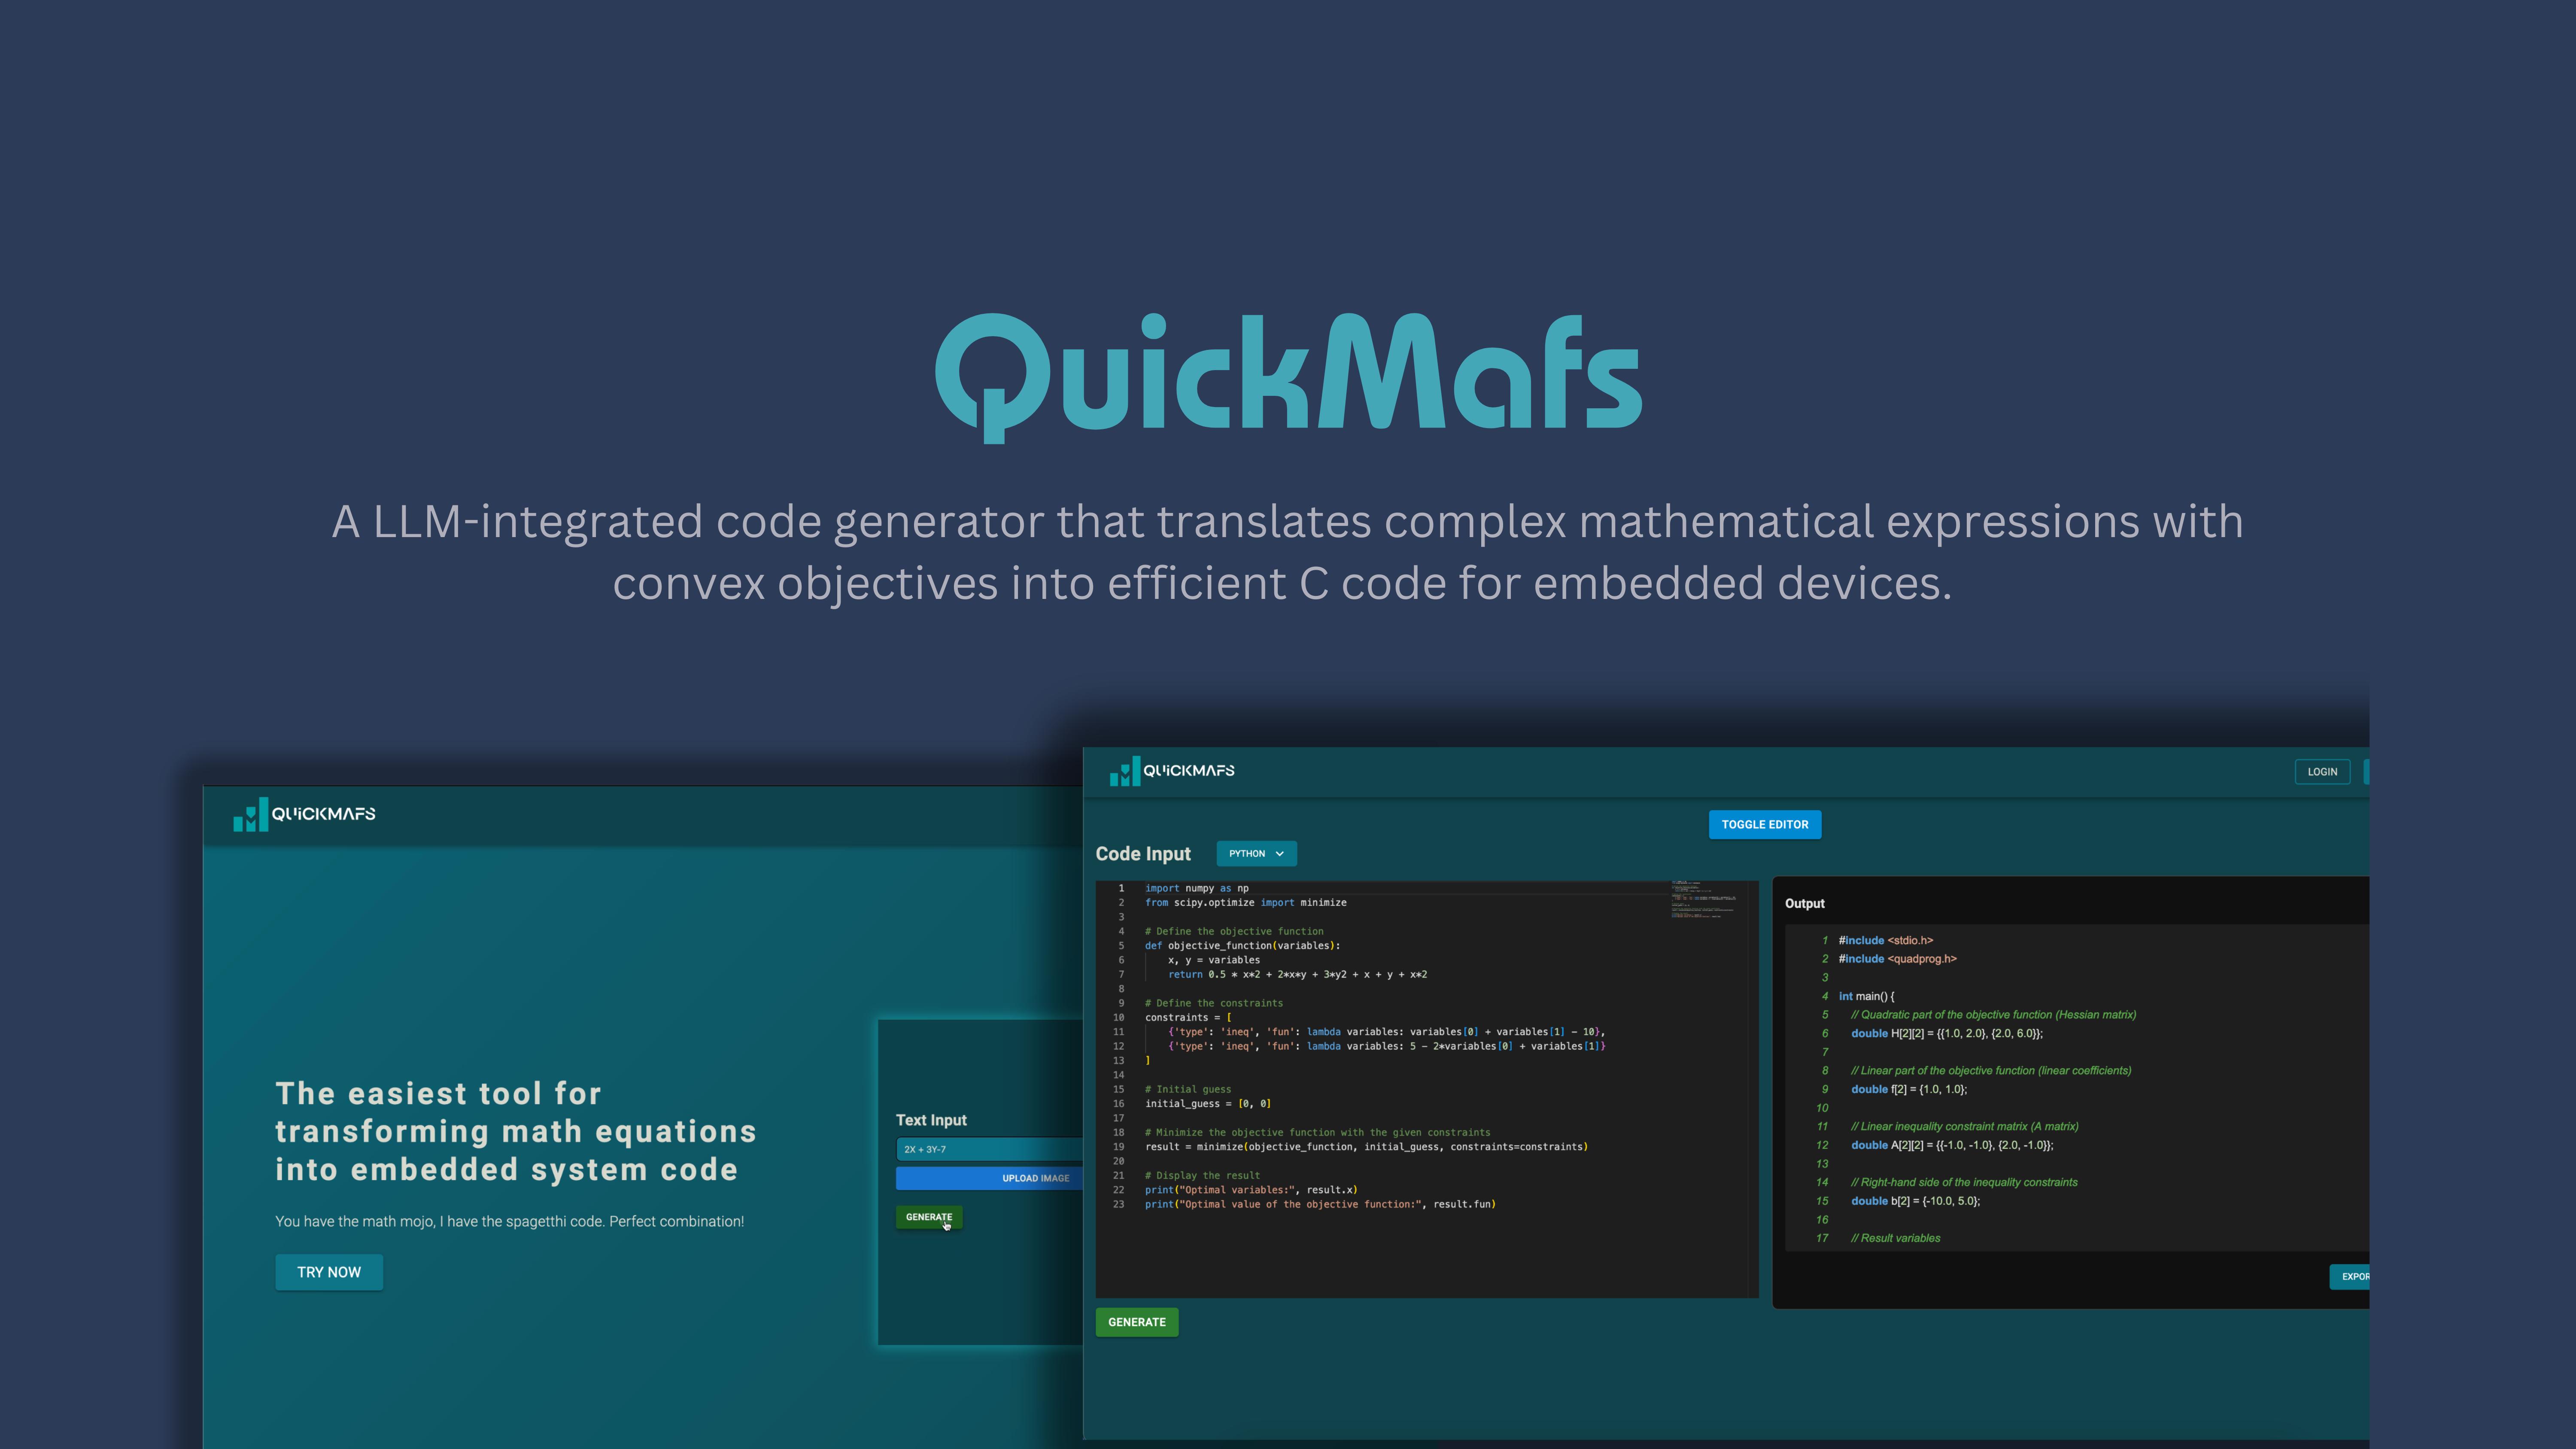 QuickMafs
A LLM-integrated code generator that translates complex mathematical expressions with
convex objectives into efficient C code for embedded devices.
QUICKMAFS
The easiest tool for
transforming math equations
into embedded system code
You have the math mojo, I have the spagetthi code. Perfect combination!
TRY NOW
Text Input
2X + 3Y-7
UPLOAD IMAGE
GENERATE
QUICKMAFS
LOGIN
TOGGLE EDITOR
Code Input
PYTHON
1 import numpy as np
2 from scipy.optimize import minimize
3
4 # Define the objective function
5 def objective_function(variables):
6 x, y = variables
7 return 0.5 * x**2 + 2*x*y + 3*y2 + x + y + x**2
8
9 # Define the constraints
10 constraints = [
11 {'type': 'ineq', 'fun': lambda variables: variables[0] + variables[1] - 10},
12 {'type': 'ineq', 'fun': lambda variables: 5 - 2*variables[0] + variables[1]}
13 ]
14
15 # Initial guess
16 initial_guess = [0, 0]
17
18 # Minimize the objective function with the given constraints
19 result = minimize(objective_function, initial_guess, constraints=constraints)
20
21 # Display the result
22 print("Optimal variables:", result.x)
23 print("Optimal value of the objective function:", result.fun)
GENERATE
Output
1 #include <stdio.h>
2 #include <quadprog.h>
3
4 int main() {
5 // Quadratic part of the objective function (Hessian matrix)
6 double H[2][2] = {{1.0, 2.0}, {2.0, 6.0}};
7
8 // Linear part of the objective function (linear coefficients)
9 double f[2] = {1.0, 1.0};
10
11 // Linear inequality constraint matrix (A matrix)
12 double A[2][2] = {{-1.0, -1.0}, {2.0, -1.0}};
13
14 // Right-hand side of the inequality constraints
15 double b[2] = {-10.0, 5.0};
16
17 // Result variables
EXPOR